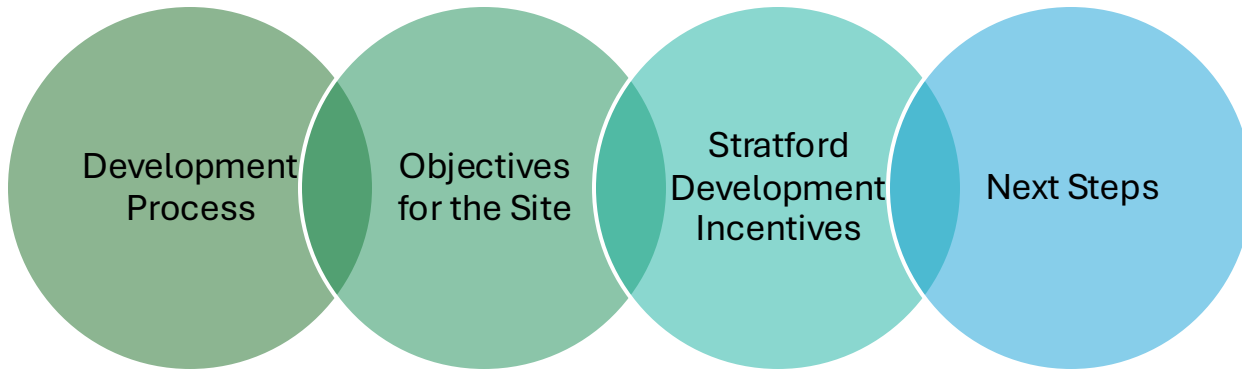 Development
Process
Objectives
for the Site
Stratford
Development
Incentives
Next Steps